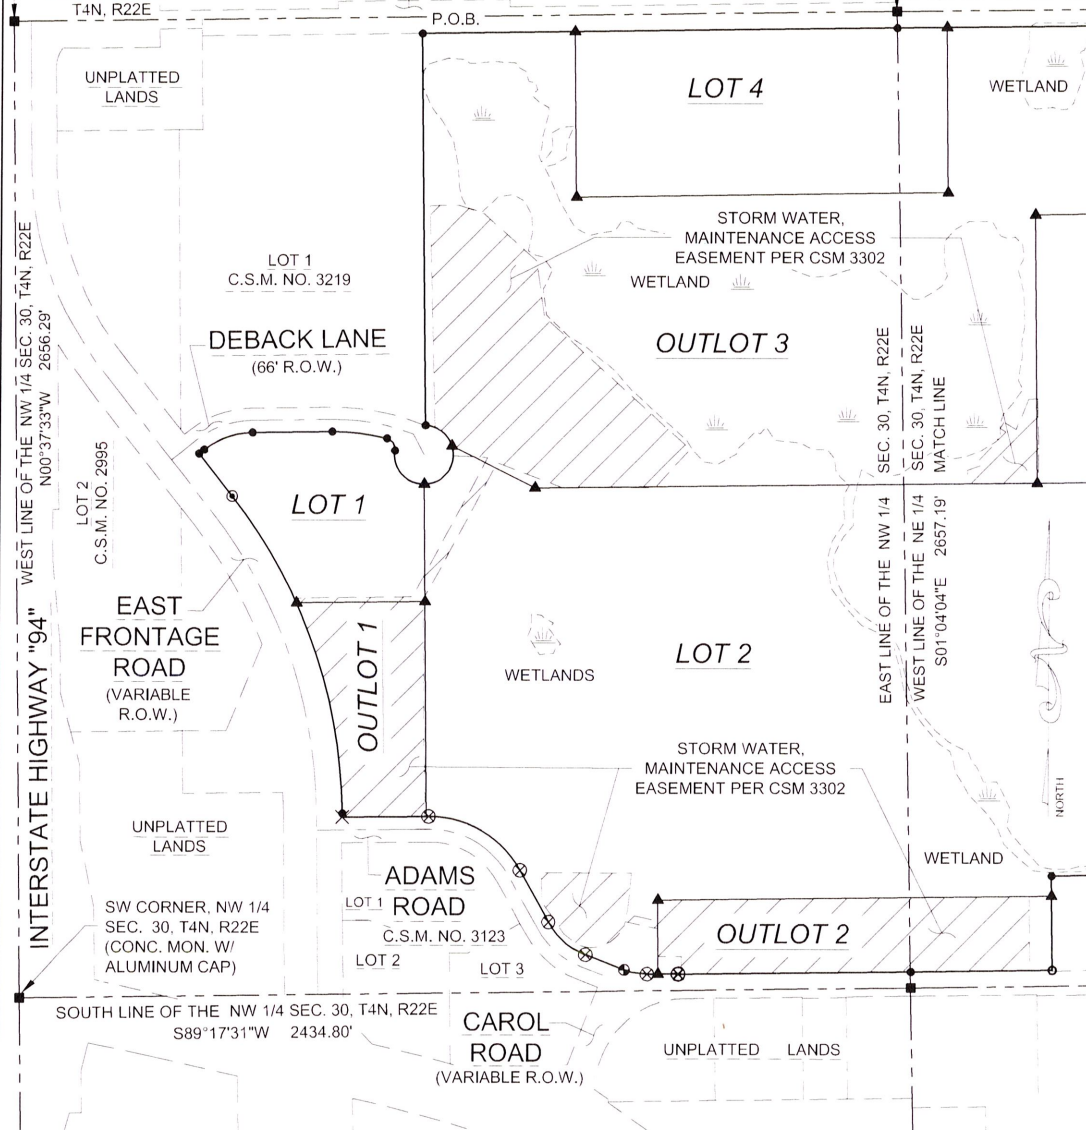 T4N, R22E
P.O.B.
UNPLATTED
LANDS
LOT 4
WETLAND
STORM WATER,
MAINTENANCE ACCESS
EASEMENT PER CSM 3302
LOT 1
C.S.M. NO. 3219
WETLAND
DEBACK LANE
(66' R.O.W.)
OUTLOT 3
WEST LINE OF THE NW 1/4 SEC. 30, T4N, R22E
N00°37'33"W 2656.29'
EAST LINE OF THE NW 1/4 SEC. 30, T4N, R22E
WEST LINE OF THE NE 1/4 SEC. 30, T4N, R22E
S01°04'04"E 2657.19' MATCH LINE
LOT 2
C.S.M. NO. 2995
LOT 1
EAST
FRONTAGE
ROAD
(VARIABLE
R.O.W.)
OUTLOT 1
WETLANDS
LOT 2
INTERSTATE HIGHWAY "94"
STORM WATER,
MAINTENANCE ACCESS
EASEMENT PER CSM 3302
NORTH
UNPLATTED
LANDS
WETLAND
ADAMS
ROAD
LOT 1
C.S.M. NO. 3123
LOT 2
LOT 3
OUTLOT 2
SW CORNER, NW 1/4
SEC. 30, T4N, R22E
(CONC. MON. W/
ALUMINUM CAP)
SOUTH LINE OF THE NW 1/4 SEC. 30, T4N, R22E
S89°17'31"W 2434.80'
CAROL
ROAD
(VARIABLE R.O.W.)
UNPLATTED LANDS